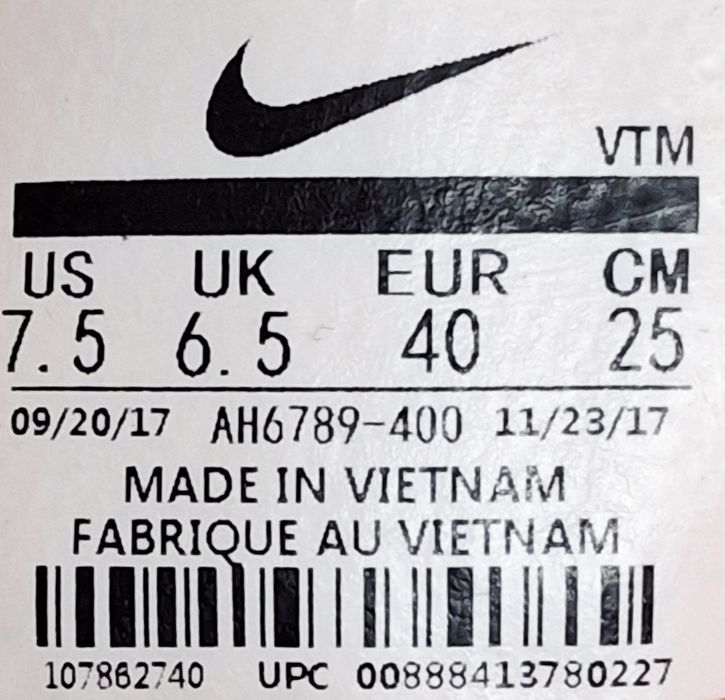 VTM
US UK EUR CM
7.5 6.5 40 25
09/20/17 AH6789-400 11/23/17
MADE IN VIETNAM
FABRIQUE AU VIETNAM
107862740 UPC 00888413780227